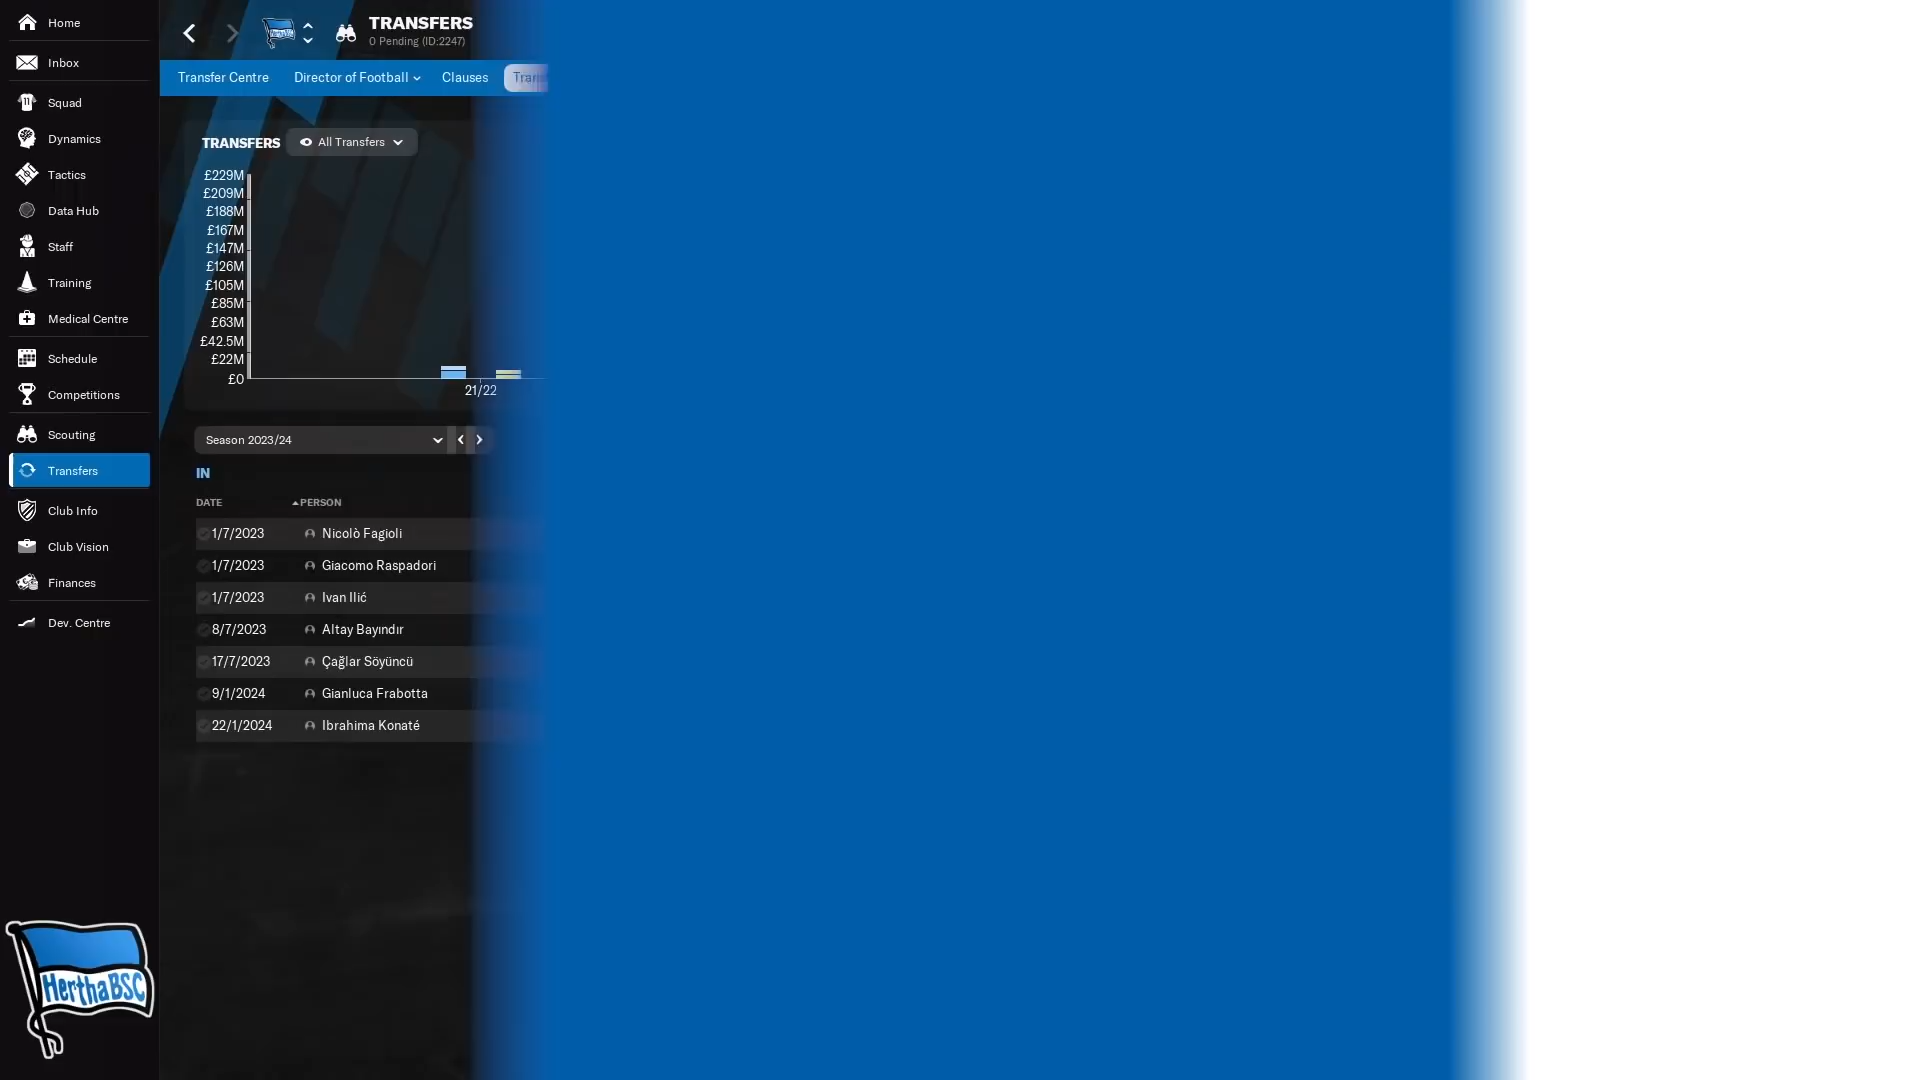 Home
Inbox
Squad
Dynamics
Tactics
Data Hub
Staff
Training
Medical Centre
Schedule
Competitions
Scouting
Transfers
Club Info
Club Vision
Finances
Dev. Centre
HerthaBSC
TRANSFERS
0 Pending (ID:2247)
Transfer Centre Director of Football Clauses
TRANSFERS All Transfers
£229M
£209M
£188M
£167M
£147M
£126M
£105M
£85M
£63M
£42.5M
£22M
£0
21/22
Season 2023/24
IN
DATE PERSON
1/7/2023 Nicolò Fagioli
1/7/2023 Giacomo Raspadori
1/7/2023 Ivan Ilić
8/7/2023 Altay Bayındır
17/7/2023 Çağlar Söyüncü
9/1/2024 Gianluca Frabotta
22/1/2024 Ibrahima Konaté